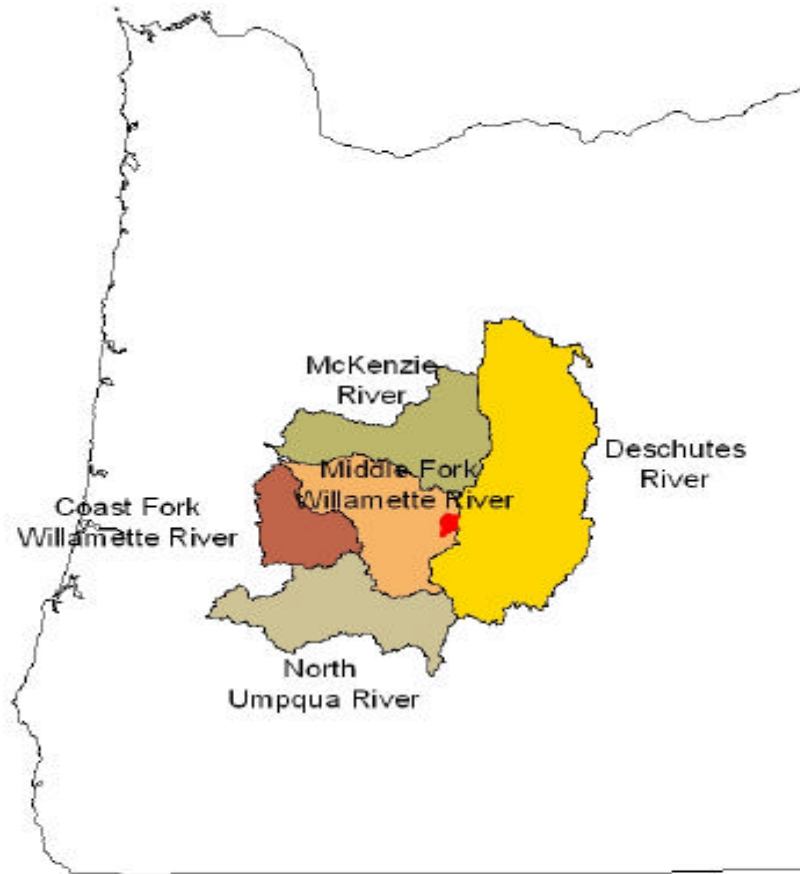 McKenzie
River
Middle Fork
Willamette River
Deschutes
River
Coast Fork
Willamette River
North
Umpqua River